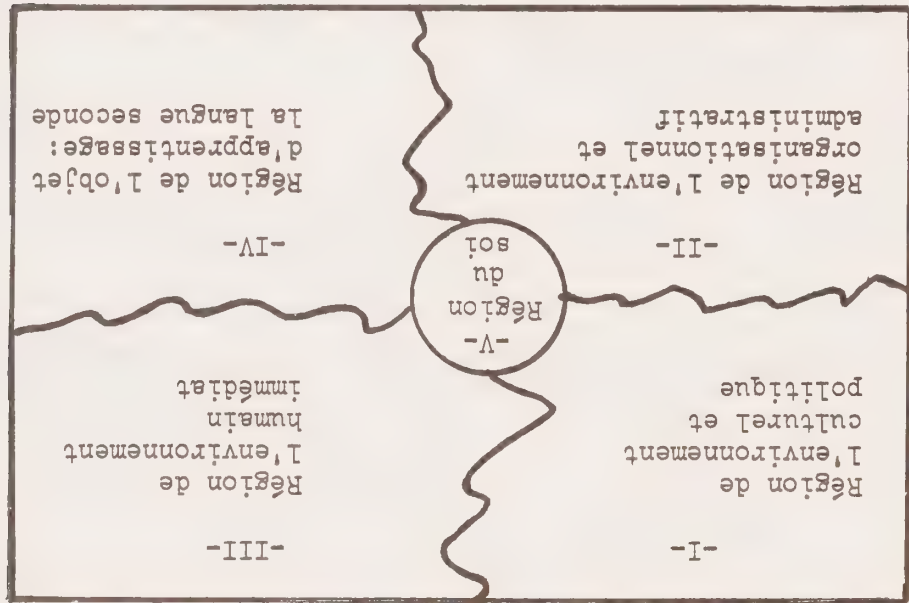 -I-
Région de
l'environnement
culturel et
politique
-III-
Région de
l'environnement
humain
immédiat
-V-
Région
du
soi
-II-
Région de l'environnement
organisationnel et
administratif
-IV-
Région de l'objet
d'apprentissage:
la langue seconde